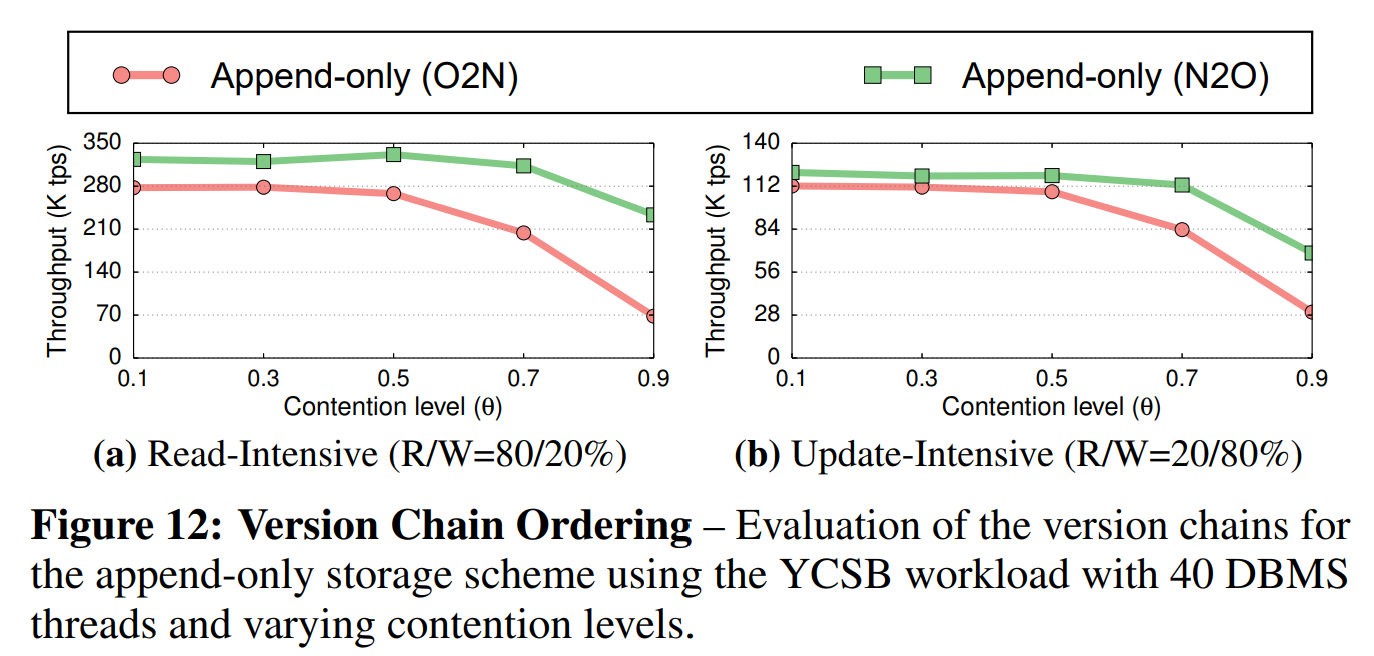 Append-only (O2N) Append-only (N2O)
350
280
210
140
70
0
Throughput (K tps)
0.1 0.3 0.5 0.7 0.9
Contention level (θ)
(a) Read-Intensive (R/W=80/20%)
140
112
84
56
28
0
Throughput (K tps)
0.1 0.3 0.5 0.7 0.9
Contention level (θ)
(b) Update-Intensive (R/W=20/80%)
Figure 12: Version Chain Ordering – Evaluation of the version chains for
the append-only storage scheme using the YCSB workload with 40 DBMS
threads and varying contention levels.